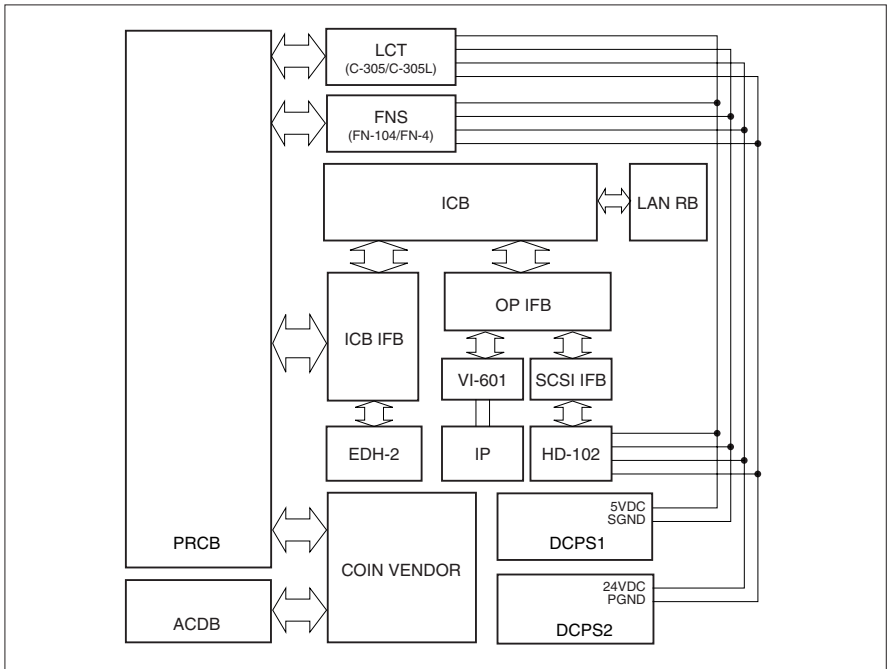 LCT
(C-305/C-305L)
FNS
(FN-104/FN-4)
ICB
LAN RB
OP IFB
ICB IFB
VI-601
SCSI IFB
EDH-2
IP
HD-102
5VDC
SGND
DCPS1
PRCB
COIN VENDOR
24VDC
PGND
ACDB
DCPS2